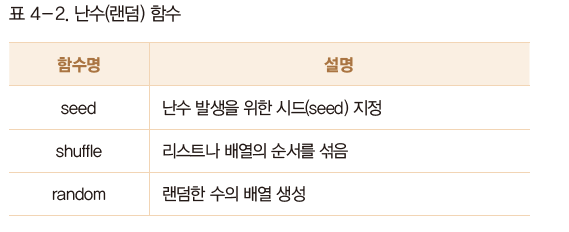 표 4-2. 난수(랜덤) 함수
함수명 설명
seed 난수 발생을 위한 시드(seed) 지정
shuffle 리스트나 배열의 순서를 섞음
random 랜덤한 수의 배열 생성